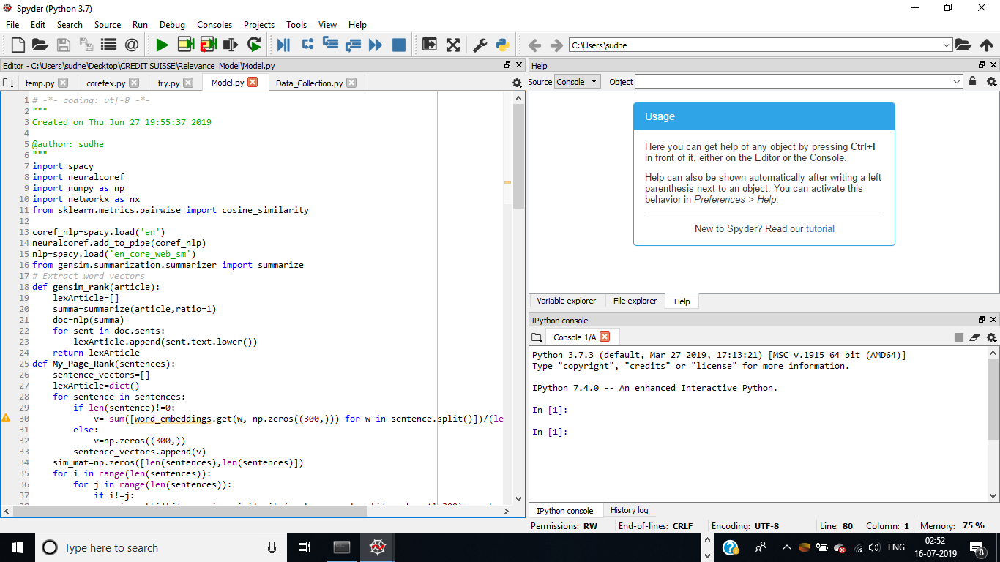 Spyder (Python 3.7)
File Edit Search Source Run Debug Consoles Projects Tools View Help
C:\Users\sudhe
Editor - C:\Users\sudhe\Desktop\CREDIT SUISSE\Relevance_Model\Model.py
temp.py corefex.py try.py Model.py Data_Collection.py
1 # -*- coding: utf-8 -*-
2 """
3 Created on Thu Jun 27 19:55:37 2019
4
5 @author: sudhe
6 """
7 import spacy
8 import neuralcoref
9 import numpy as np
10 import networkx as nx
11 from sklearn.metrics.pairwise import cosine_similarity
12
13 coref_nlp=spacy.load('en')
14 neuralcoref.add_to_pipe(coref_nlp)
15 nlp=spacy.load('en_core_web_sm')
16 from gensim.summarization.summarizer import summarize
17 # Extract word vectors
18 def gensim_rank(article):
19     lexArticle=[]
20     summa=summarize(article,ratio=1)
21     doc=nlp(summa)
22     for sent in doc.sents:
23         lexArticle.append(sent.text.lower())
24     return lexArticle
25 def My_Page_Rank(sentences):
26     sentence_vectors=[]
27     lexArticle=dict()
28     for sentence in sentences:
29         if len(sentence)!=0:
30             v= sum([word_embeddings.get(w, np.zeros((300,))) for w in sentence.split()])/(le
31         else:
32             v=np.zeros((300,))
33         sentence_vectors.append(v)
34     sim_mat=np.zeros([len(sentences),len(sentences)])
35     for i in range(len(sentences)):
36         for j in range(len(sentences)):
37             if i!=j:
Help
Source Console Object
Usage
Here you can get help of any object by pressing Ctrl+I
in front of it, either on the Editor or the Console.
Help can also be shown automatically after writing a left
parenthesis next to an object. You can activate this
behavior in Preferences > Help.
New to Spyder? Read our tutorial
Variable explorer File explorer Help
IPython console
Console 1/A
Python 3.7.3 (default, Mar 27 2019, 17:13:21) [MSC v.1915 64 bit (AMD64)]
Type "copyright", "credits" or "license" for more information.
IPython 7.4.0 -- An enhanced Interactive Python.
In [1]:
In [1]:
IPython console History log
Permissions: RW End-of-lines: CRLF Encoding: UTF-8 Line: 80 Column: 1 Memory: 75 %
Type here to search
ENG
02:52
16-07-2019
8